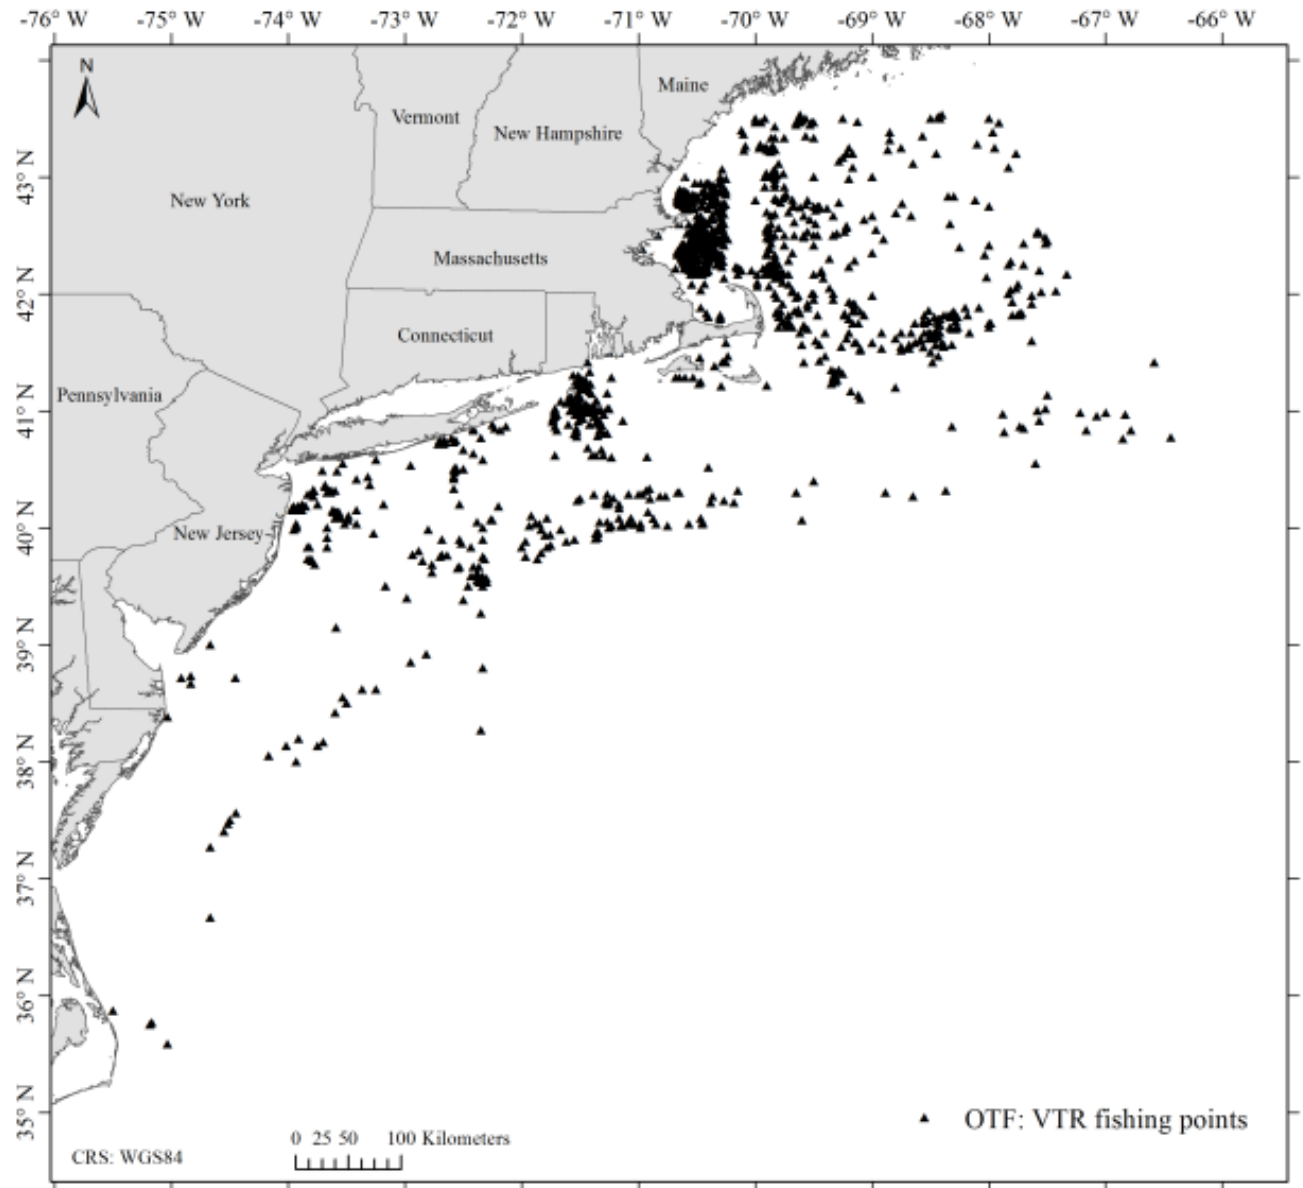 -76° W -75° W -74° W -73° W -72° W -71° W -70° W -69° W -68° W -67° W -66° W
N
Maine
Vermont
New Hampshire
43° N
New York
Massachusetts
42° N
Connecticut
Pennsylvania
41° N
New Jersey
40° N
39° N
38° N
37° N
36° N
35° N
OTF: VTR fishing points
0 25 50 100 Kilometers
CRS: WGS84